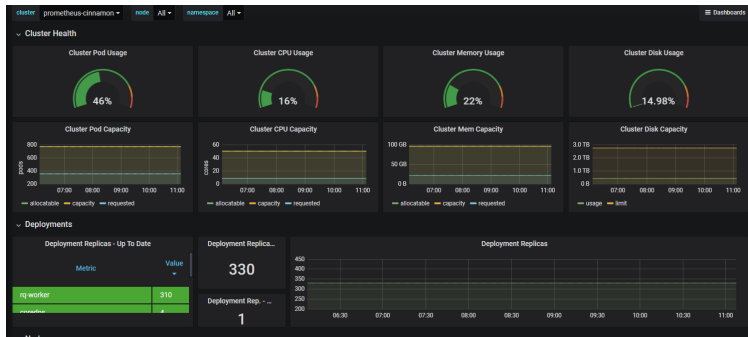 cluster prometheus-cinnamon node All namespace All Dashboards
Cluster Health
Cluster Pod Usage Cluster CPU Usage Cluster Memory Usage Cluster Disk Usage
46% 16% 22% 14.98%
Cluster Pod Capacity Cluster CPU Capacity Cluster Mem Capacity Cluster Disk Capacity
800 60 100 GB 3.0 TB
600 40 50 GB 2.0 TB
400 20 1.0 TB
200 0 0 B 0 B
pods cores
07:00 08:00 09:00 10:00 11:00 07:00 08:00 09:00 10:00 11:00 07:00 08:00 09:00 10:00 11:00 07:00 08:00 09:00 10:00 11:00
allocatable capacity requested allocatable capacity requested allocatable capacity requested usage limit
Deployments
Deployment Replicas - Up To Date Deployment Replica... Deployment Replicas
Metric Value
330
450
400
350
300
250
200
rq-worker 310
coredns 4
Deployment Rep. - ...
1
06:30 07:00 07:30 08:00 08:30 09:00 09:30 10:00 10:30 11:00